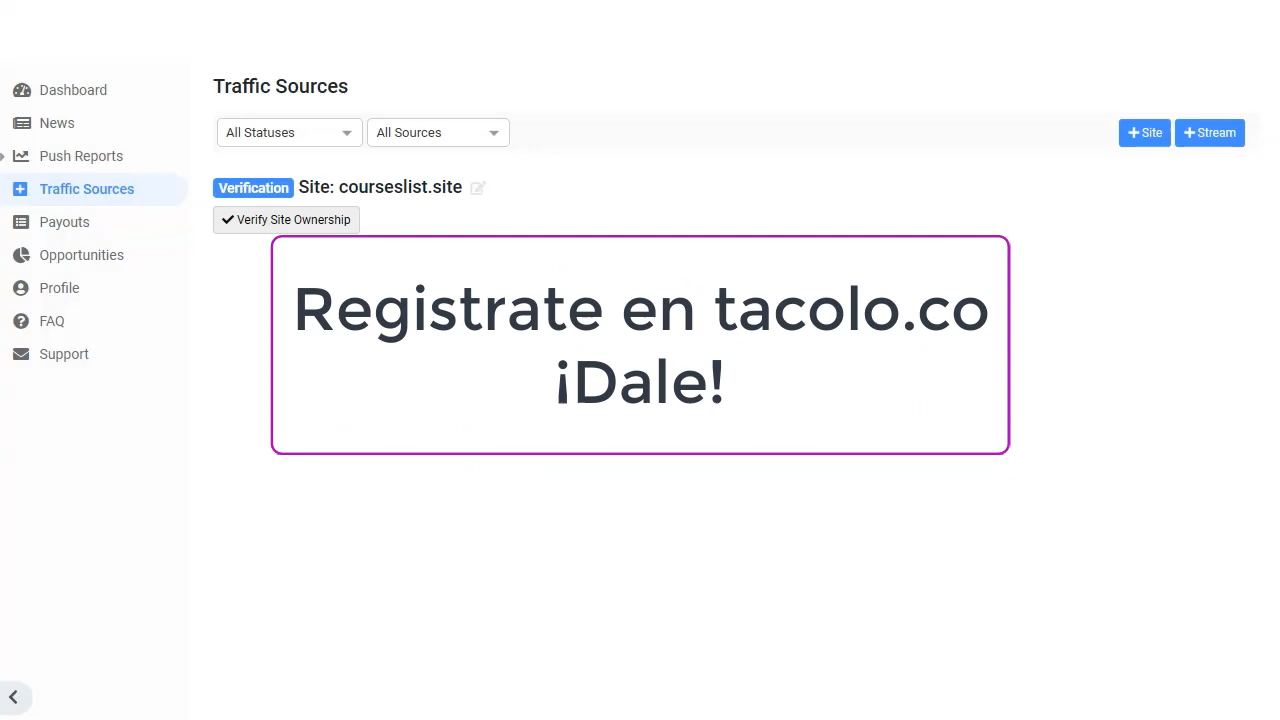 Traffic Sources
All Statuses
All Sources
Site
Stream
Dashboard
News
Push Reports
Traffic Sources
Payouts
Opportunities
Profile
FAQ
Support
Verification Site: courseslist.site
Verify Site Ownership
Registrate en tacolo.co
¡Dale!